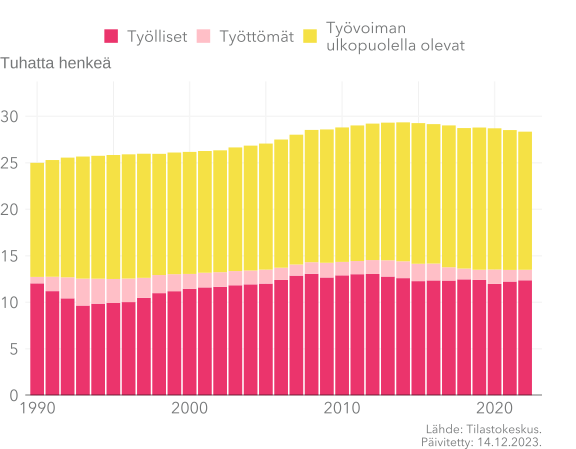 Työlliset
Työttömät
Työvoiman
ulkopuolella olevat
Tuhatta henkeä
30
25
20
15
10
5
0
1990
2000
2010
2020
Lähde: Tilastokeskus.
Päivitetty: 14.12.2023.